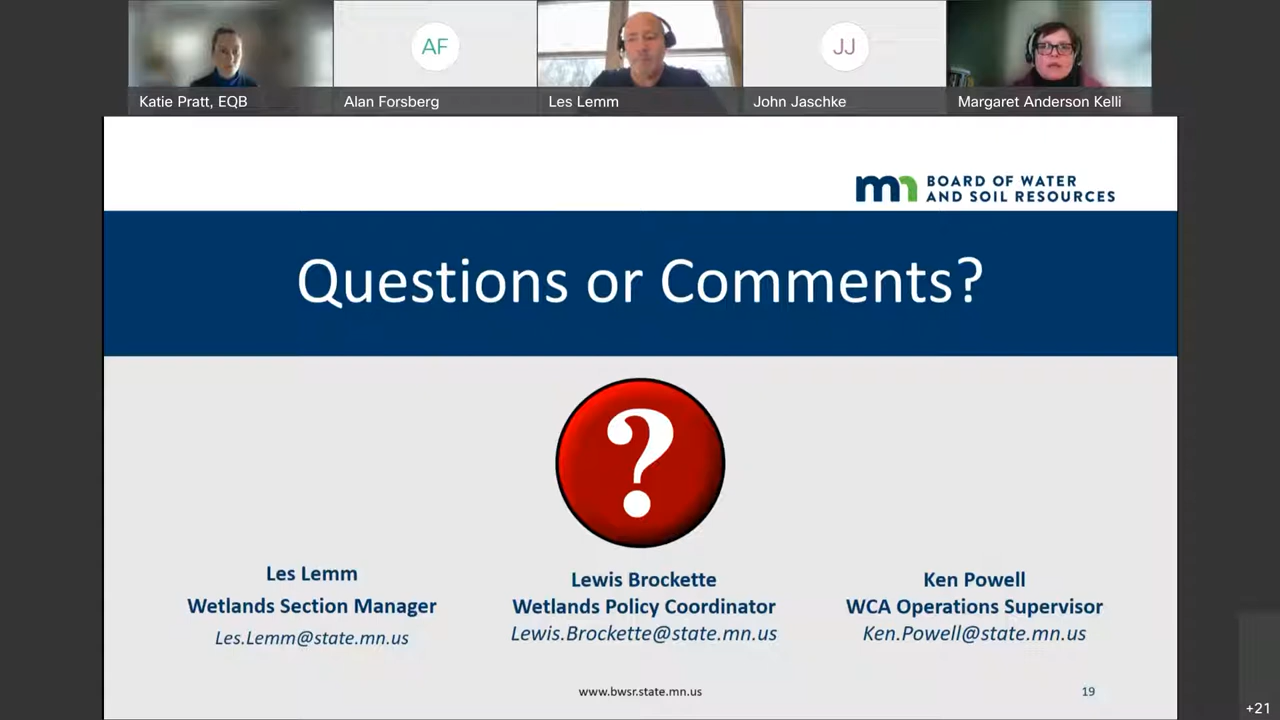 AF
JJ
Katie Pratt, EQB
Alan Forsberg
Les Lemm
John Jaschke
Margaret Anderson Kelli
mn BOARD OF WATER
AND SOIL RESOURCES
Questions or Comments?
?
Les Lemm
Wetlands Section Manager
Les.Lemm@state.mn.us
Lewis Brockette
Wetlands Policy Coordinator
Lewis.Brockette@state.mn.us
Ken Powell
WCA Operations Supervisor
Ken.Powell@state.mn.us
www.bwsr.state.mn.us
19
+21